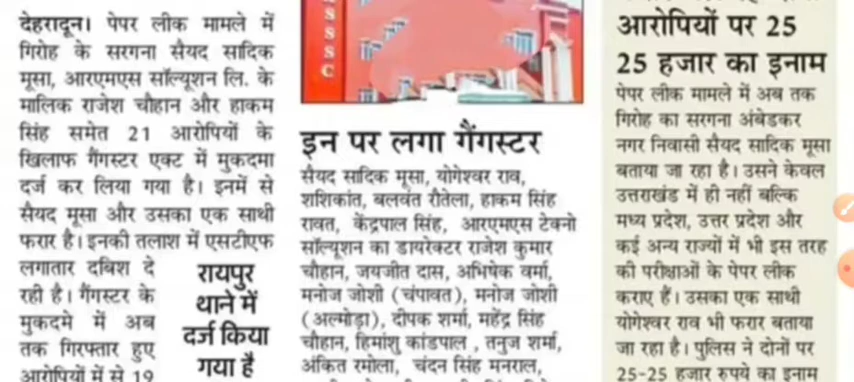 देहरादून। पेपर लीक मामले में
गिरोह के सरगना सैयद सादिक
मूसा, आरएमएस सॉल्यूशन लि. के
मालिक राजेश चौहान और हाकम
सिंह समेत 21 आरोपियों के
खिलाफ गैंगस्टर एक्ट में मुकदमा
दर्ज कर लिया गया है। इनमें से
सैयद मूसा और उसका एक साथी
फरार है। इनकी तलाश में एसटीएफ
लगातार दबिश दे
रही है। गैंगस्टर के
मुकदमे में अब
तक गिरफ्तार हुए
आरोपियों में से 19
रायपुर
थाने में
दर्ज किया
गया है
SSSC
इन पर लगा गैंगस्टर
सैयद सादिक मूसा, योगेश्वर राव,
शशिकांत, बलवंत रौतेला, हाकम सिंह
रावत, केंद्रपाल सिंह, आरएमएस टेक्नो
सॉल्यूशन का डायरेक्टर राजेश कुमार
चौहान, जयजीत दास, अभिषेक वर्मा,
मनोज जोशी (चंपावत), मनोज जोशी
(अल्मोड़ा), दीपक शर्मा, महेंद्र सिंह
चौहान, हिमांशु कांडपाल , तनुज शर्मा,
अंकित रमोला, चंदन सिंह मनराल,
आरोपियों पर 25
25 हजार का इनाम
पेपर लीक मामले में अब तक
गिरोह का सरगना अंबेडकर
नगर निवासी सैयद सादिक मूसा
बताया जा रहा है। उसने केवल
उत्तराखंड में ही नहीं बल्कि
मध्य प्रदेश, उत्तर प्रदेश और
कई अन्य राज्यों में भी इस तरह
की परीक्षाओं के पेपर लीक
कराए हैं। उसका एक साथी
योगेश्वर राव भी फरार बताया
जा रहा है। पुलिस ने दोनों पर
25-25 हजार रुपये का इनाम